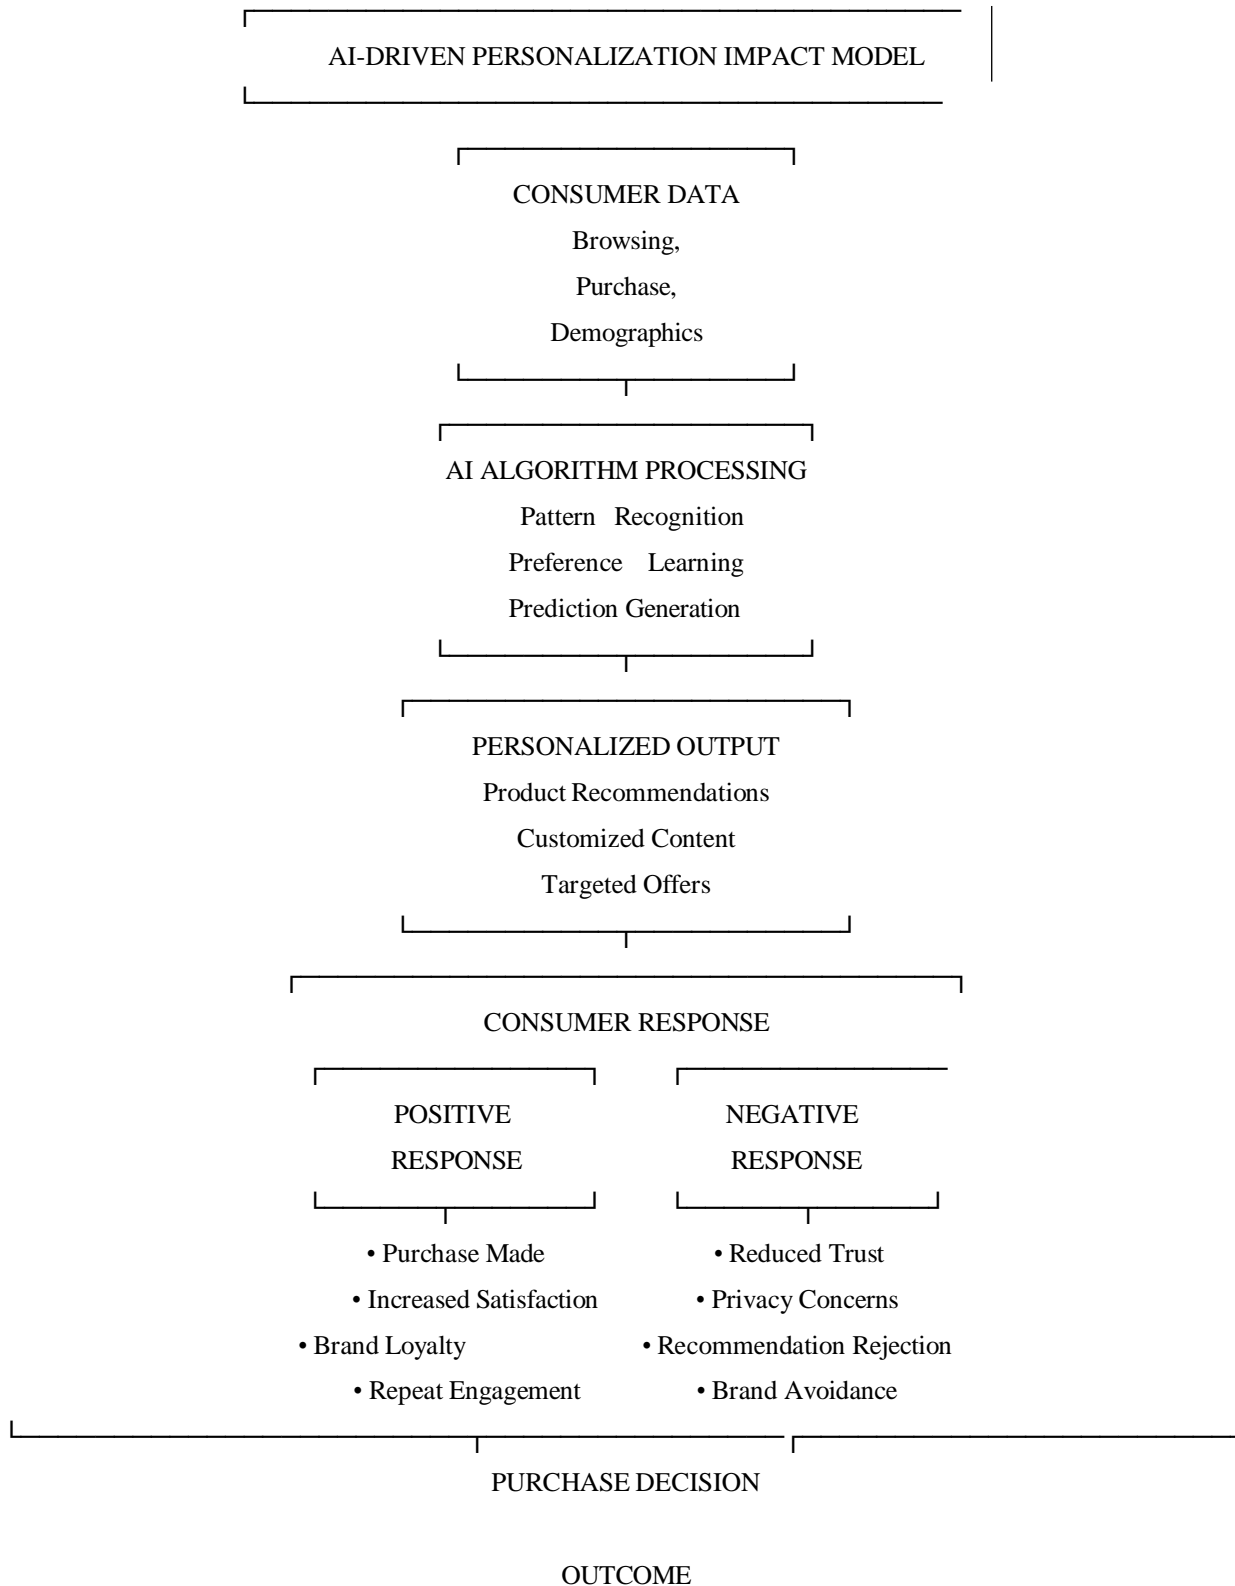 AI-DRIVEN PERSONALIZATION IMPACT MODEL
CONSUMER DATA
Browsing,
Purchase,
Demographics
AI ALGORITHM PROCESSING
Pattern Recognition
Preference Learning
Prediction Generation
PERSONALIZED OUTPUT
Product Recommendations
Customized Content
Targeted Offers
CONSUMER RESPONSE
POSITIVE
RESPONSE
NEGATIVE
RESPONSE
• Purchase Made
• Increased Satisfaction
• Brand Loyalty
• Repeat Engagement
• Reduced Trust
• Privacy Concerns
• Recommendation Rejection
• Brand Avoidance
PURCHASE DECISION
OUTCOME